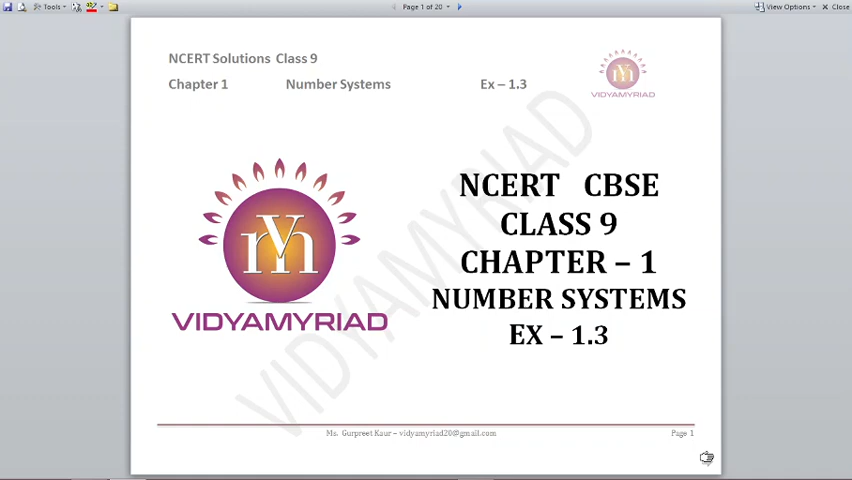 Tools
Page 1 of 20
View Options
Close
NCERT Solutions Class 9
Chapter 1 Number Systems Ex – 1.3
VIDYAMYRIAD
NCERT CBSE
CLASS 9
CHAPTER – 1
NUMBER SYSTEMS
EX – 1.3
VIDYAMYRIAD
VIDYAMYRIAD
Ms. Gurpreet Kaur – vidyamyriad20@gmail.com Page 1